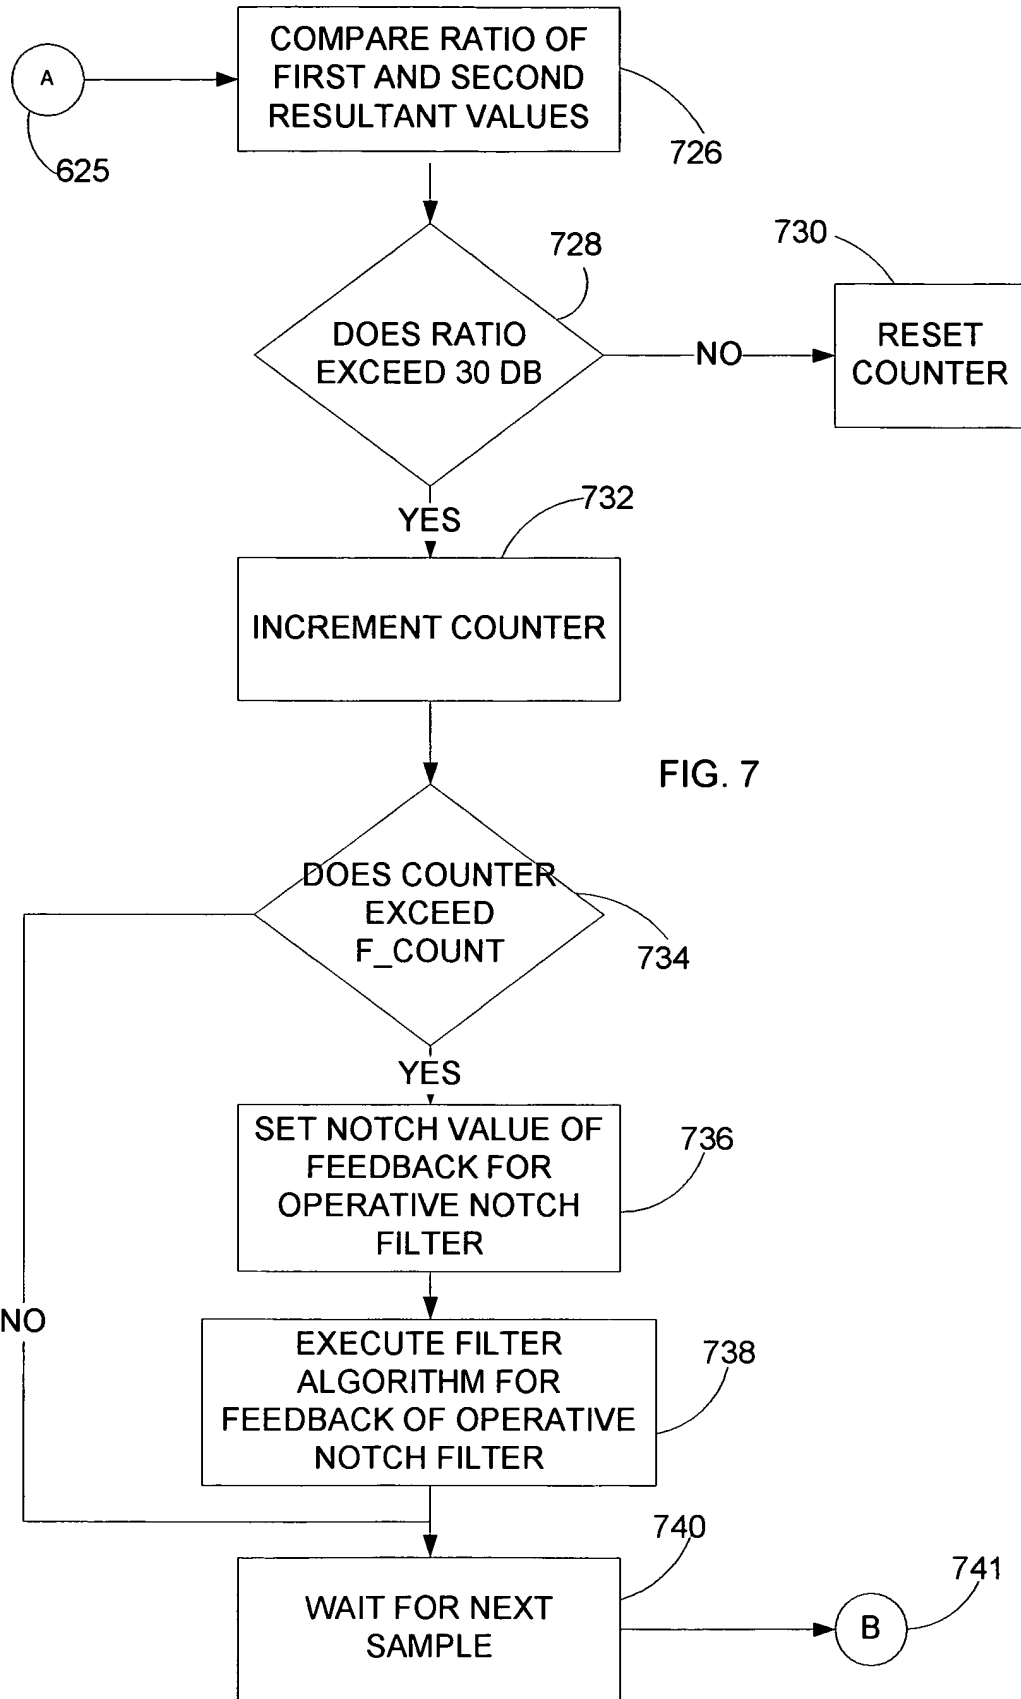 COMPARE RATIO OF
FIRST AND SECOND
RESULTANT VALUES
A
726
625
728
730
DOES RATIO
EXCEED 30 DB
NO
RESET
COUNTER
732
YES
INCREMENT COUNTER
FIG. 7
DOES COUNTER
EXCEED
F_COUNT
734
YES
SET NOTCH VALUE OF
FEEDBACK FOR
OPERATIVE NOTCH
FILTER
736
NO
EXECUTE FILTER
ALGORITHM FOR
FEEDBACK OF OPERATIVE
NOTCH FILTER
738
740
741
WAIT FOR NEXT
SAMPLE
B